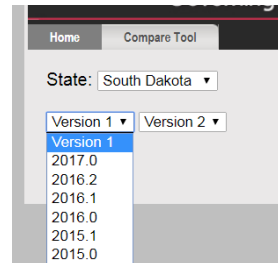 Home Compare Tool
State: South Dakota
Version 1 Version 2
Version 1
2017.0
2016.2
2016.1
2016.0
2015.1
2015.0